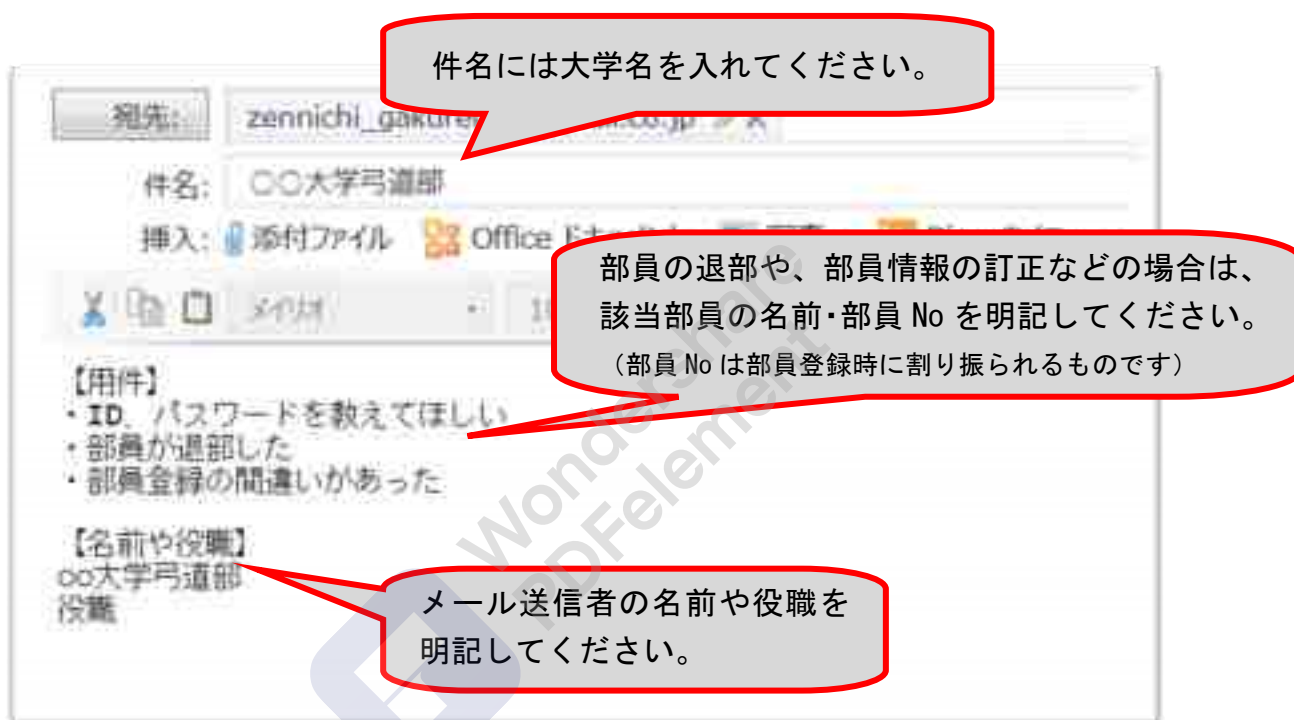 件名には大学名を入れてください。
宛先:
件名: ○○大学弓道部
挿入: 添付ファイル Office
部員の退部や、部員情報の訂正などの場合は、
該当部員の名前・部員 No を明記してください。
（部員 No は部員登録時に割り振られるものです）
メイリオ
【用件】
・ID、パスワードを教えてほしい
・部員が退部した
・部員登録の間違いがあった
【名前や役職】
○○大学弓道部
役職
メール送信者の名前や役職を
明記してください。
Wondershare
PDFelement